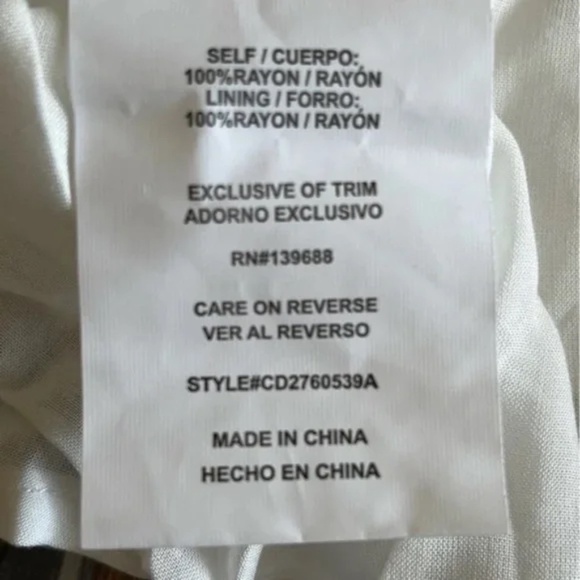 SELF / CUERPO:
100%RAYON / RAYÓN
LINING / FORRO:
100%RAYON / RAYÓN
EXCLUSIVE OF TRIM
ADORNO EXCLUSIVO
RN#139688
CARE ON REVERSE
VER AL REVERSO
STYLE#CD2760539A
MADE IN CHINA
HECHO EN CHINA